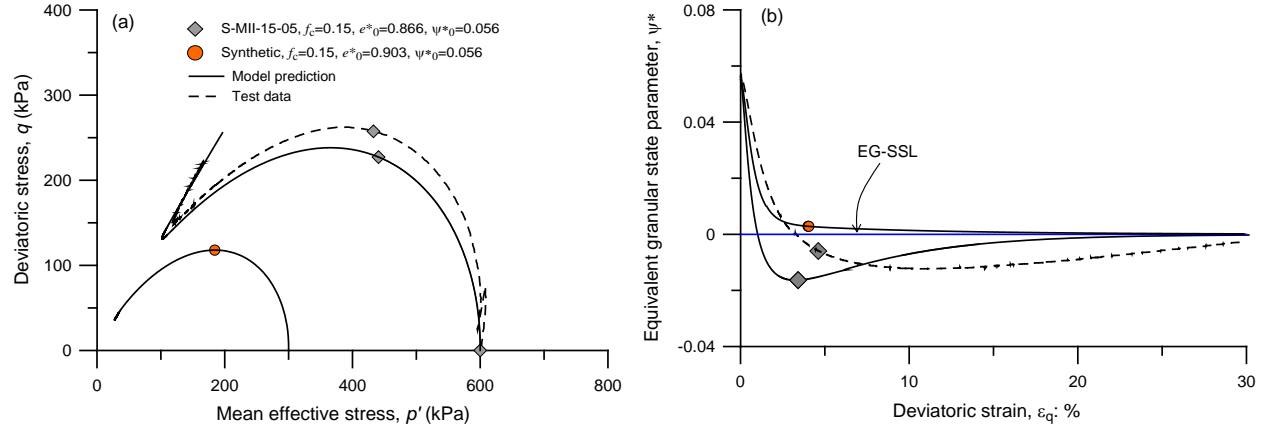 (a)
S-MII-15-05, fc=0.15, e*0=0.866, ψ*0=0.056
Synthetic, fc=0.15, e*0=0.903, ψ*0=0.056
Model prediction
Test data
400
300
200
100
0
Deviatoric stress, q (kPa)
0 200 400 600 800
Mean effective stress, p' (kPa)
(b)
EG-SSL
0.08
0.04
0
-0.04
Equivalent granular state parameter, ψ*
0 10 20 30
Deviatoric strain, εq: %